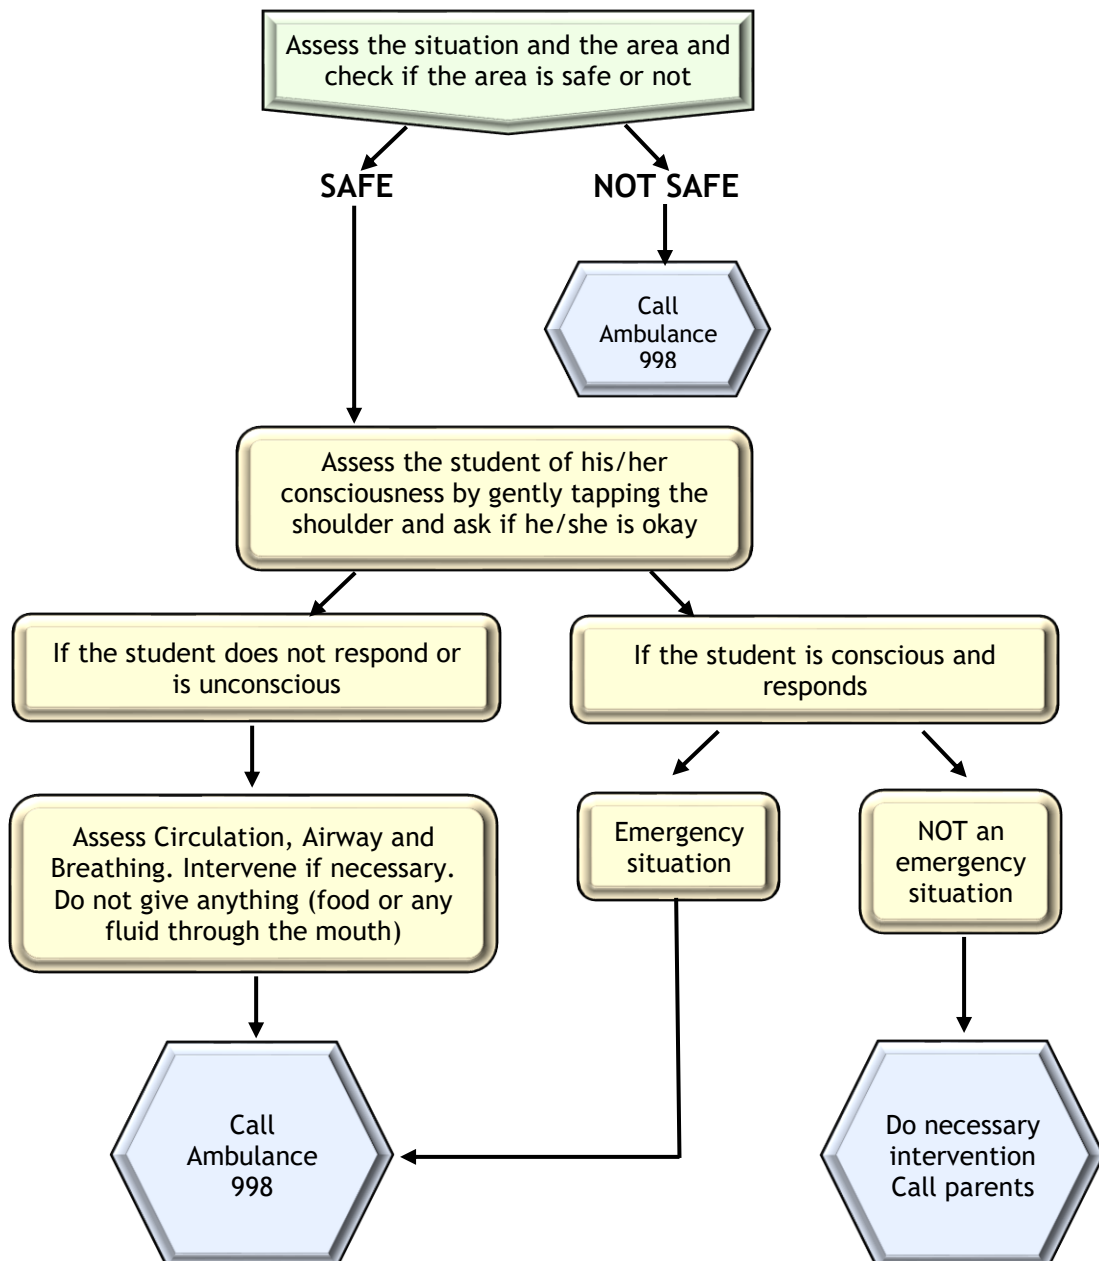 Assess the situation and the area and
check if the area is safe or not
SAFE
NOT SAFE
Call
Ambulance
998
Assess the student of his/her
consciousness by gently tapping the
shoulder and ask if he/she is okay
If the student does not respond or
is unconscious
If the student is conscious and
responds
Assess Circulation, Airway and
Breathing. Intervene if necessary.
Do not give anything (food or any
fluid through the mouth)
Emergency
situation
NOT an
emergency
situation
Call
Ambulance
998
Do necessary
intervention
Call parents